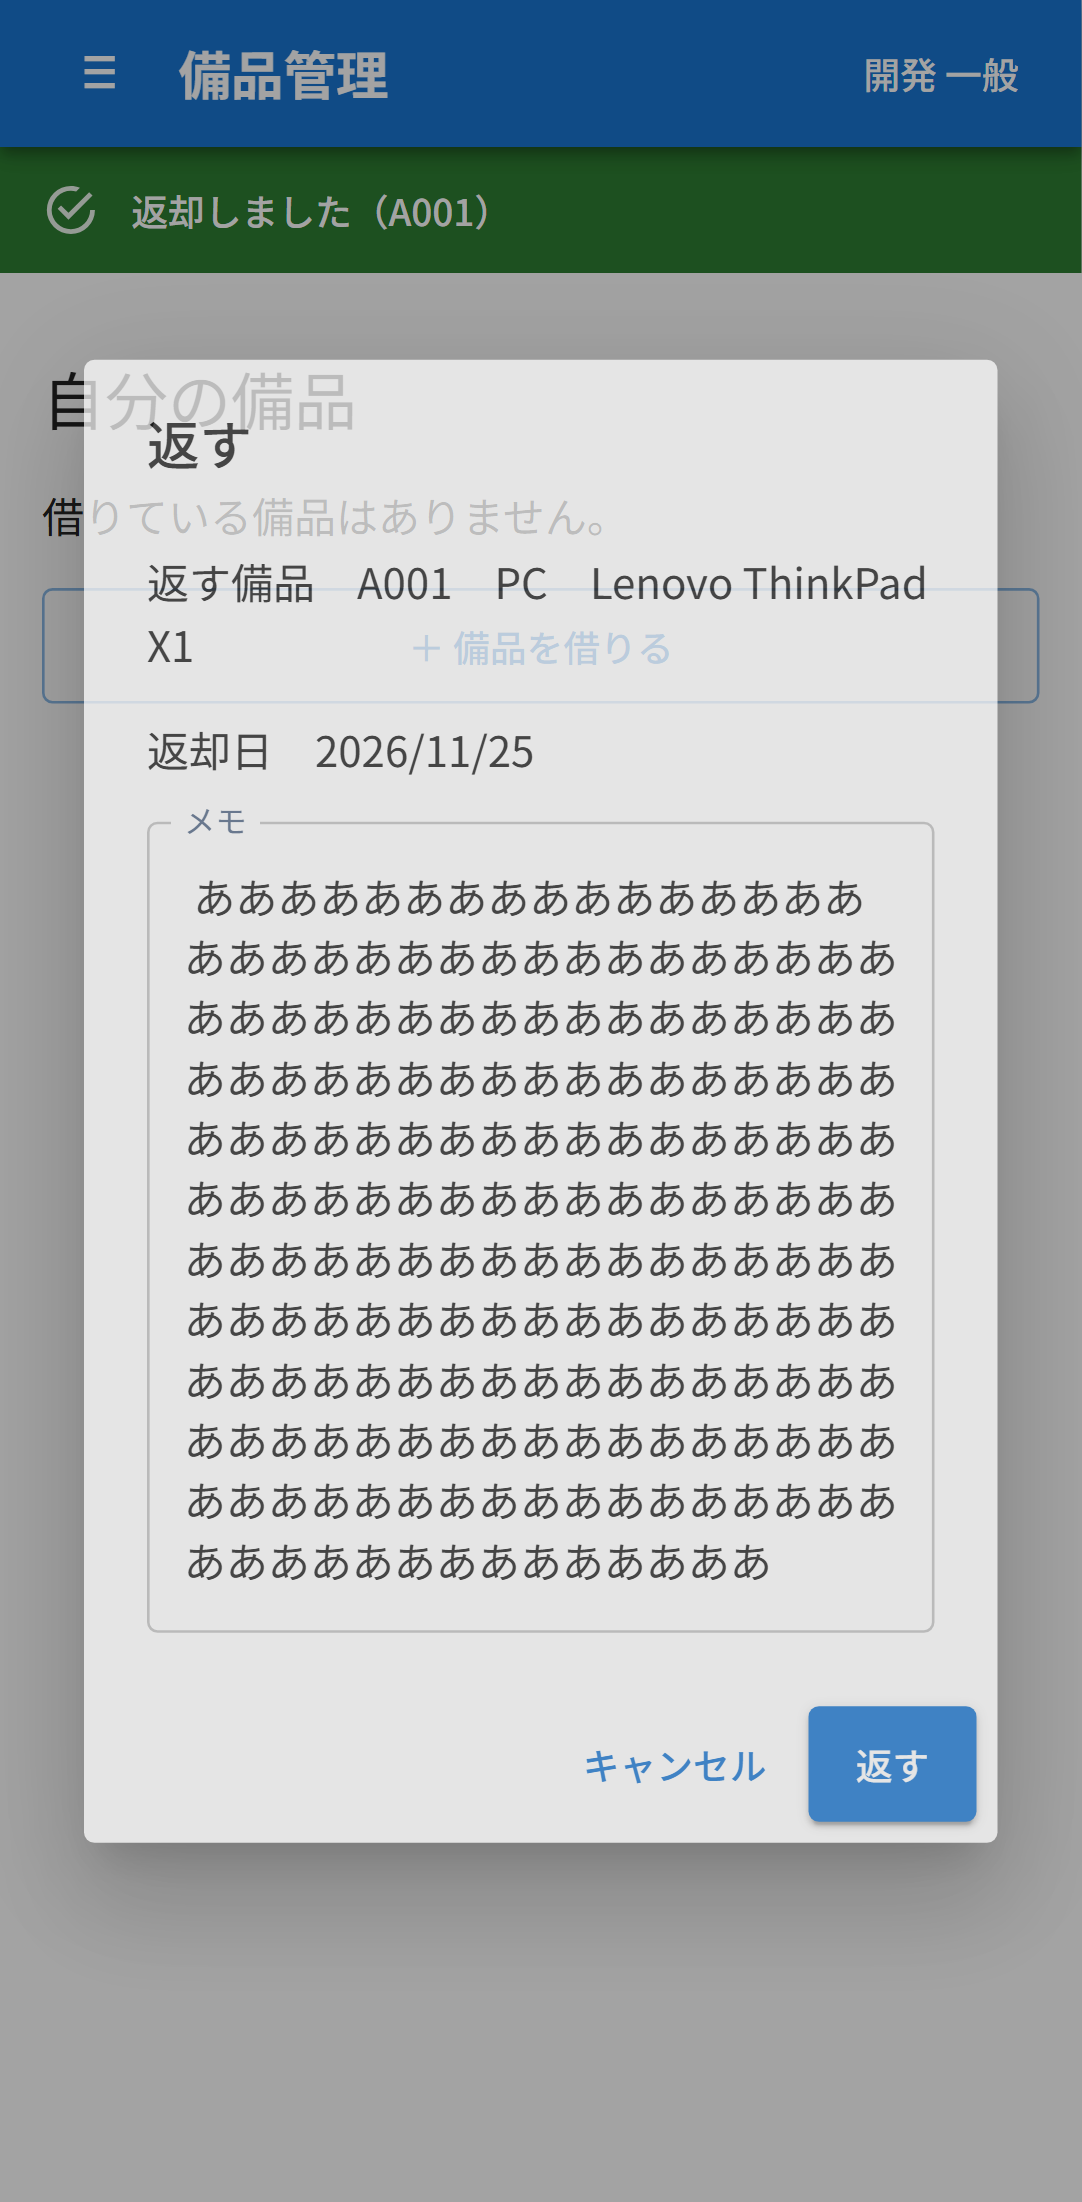 備品管理
開発 一般
返却しました（A001）
自分の備品
返す
借りている備品はありません。
返す備品　A001　PC　Lenovo ThinkPad
X1
＋ 備品を借りる
返却日　2026/11/25
メモ
ああああああああああああああああ
あああああああああああああああああ
あああああああああああああああああ
あああああああああああああああああ
あああああああああああああああああ
あああああああああああああああああ
あああああああああああああああああ
あああああああああああああああああ
あああああああああああああああああ
あああああああああああああああああ
あああああああああああああああああ
ああああああああああああああ
キャンセル
返す